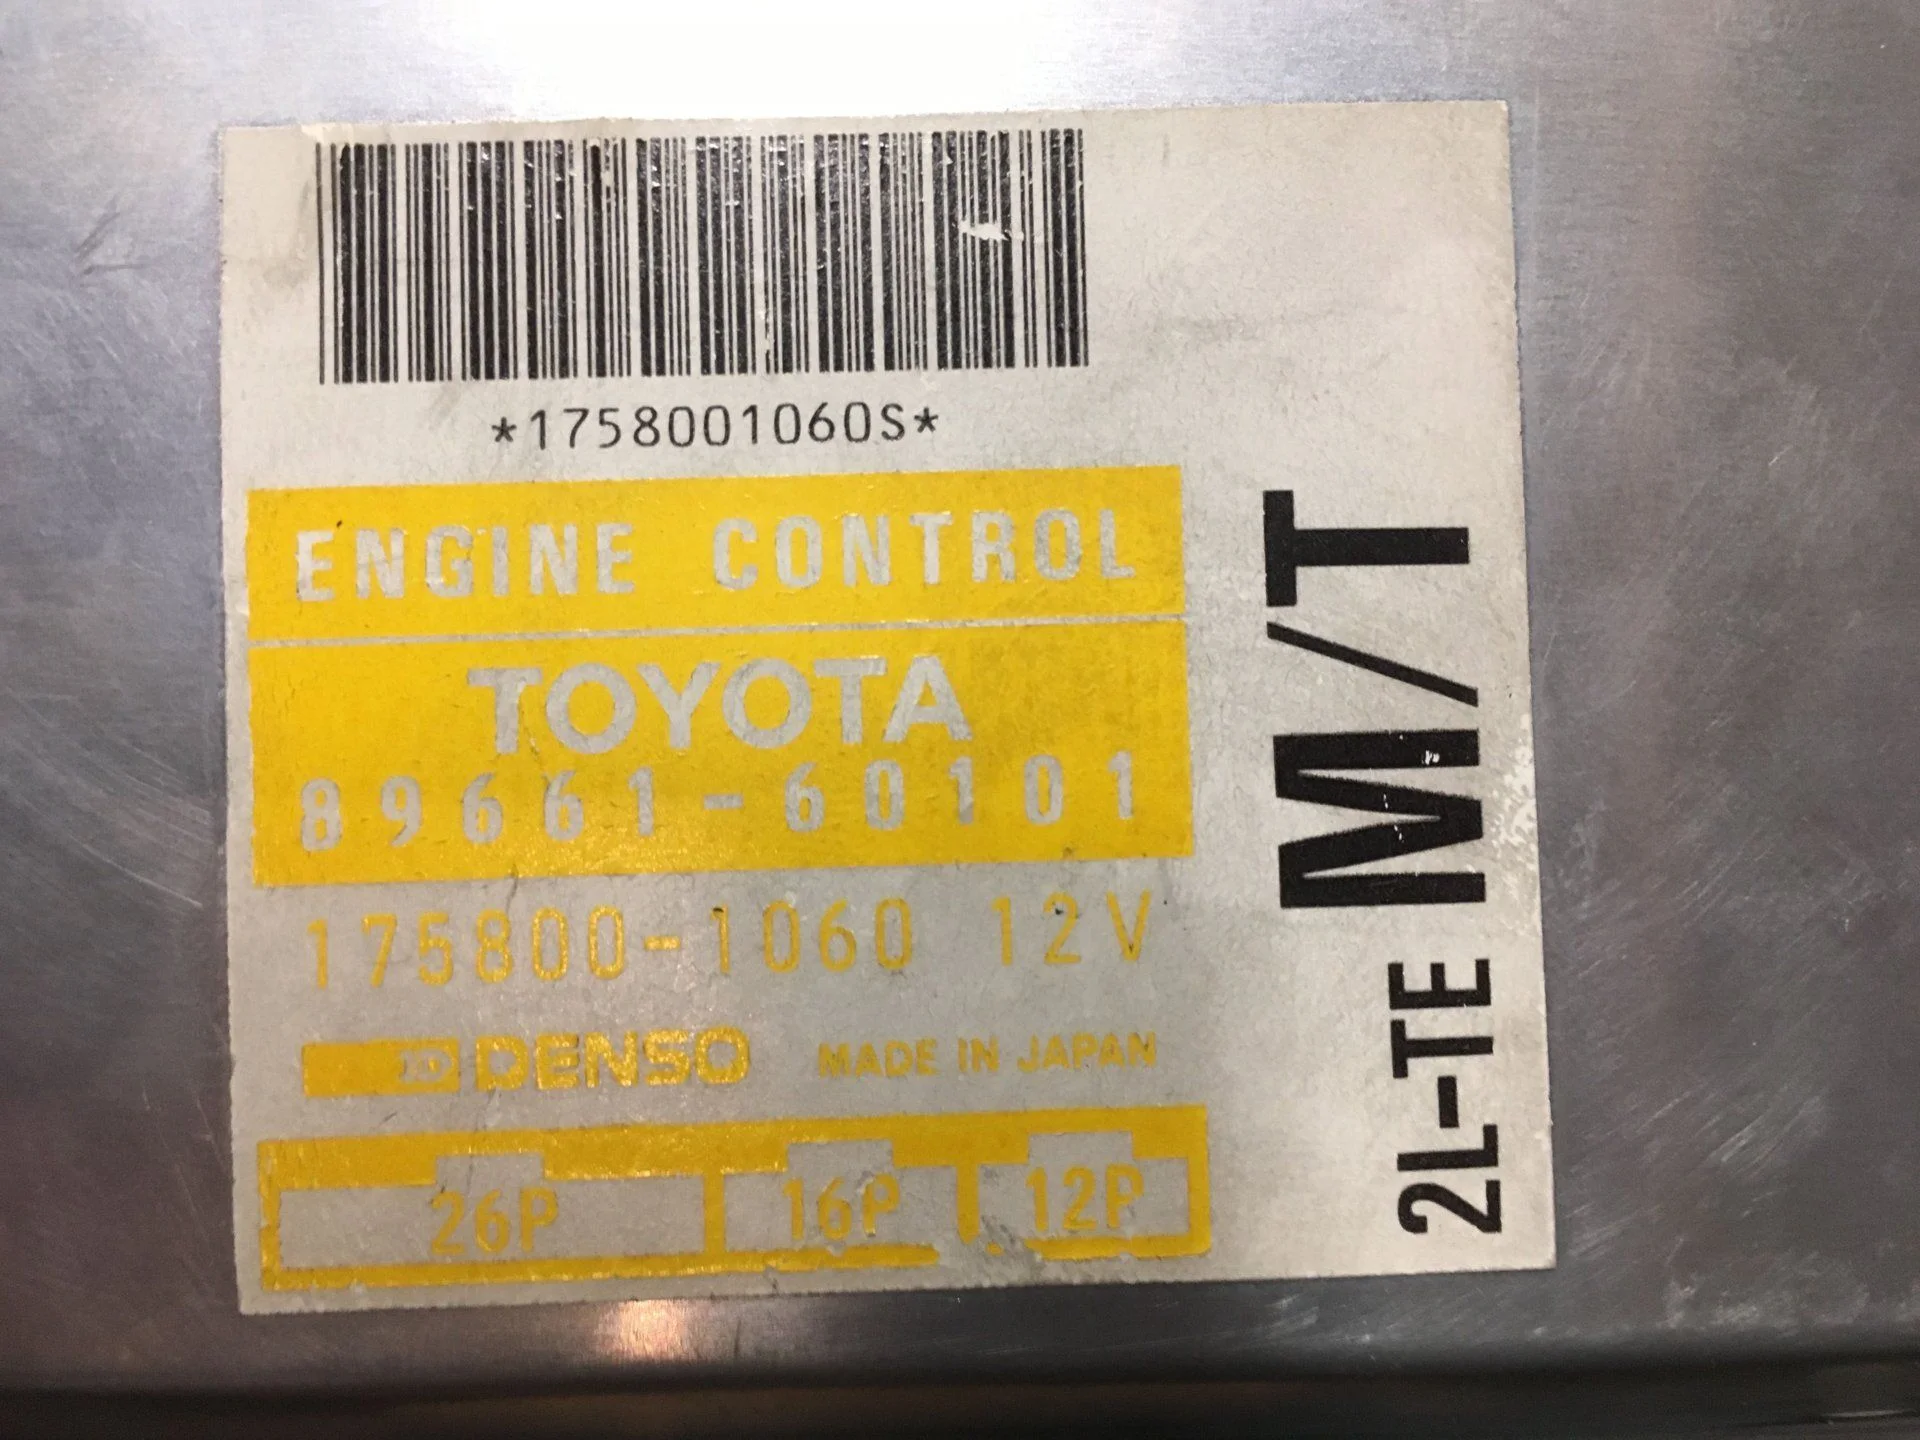 *1758001060S*
ENGINE CONTROL
TOYOTA
89661-60101
175800-1060 12V
DENSO MADE IN JAPAN
26P 16P 12P
2L-TE M/T